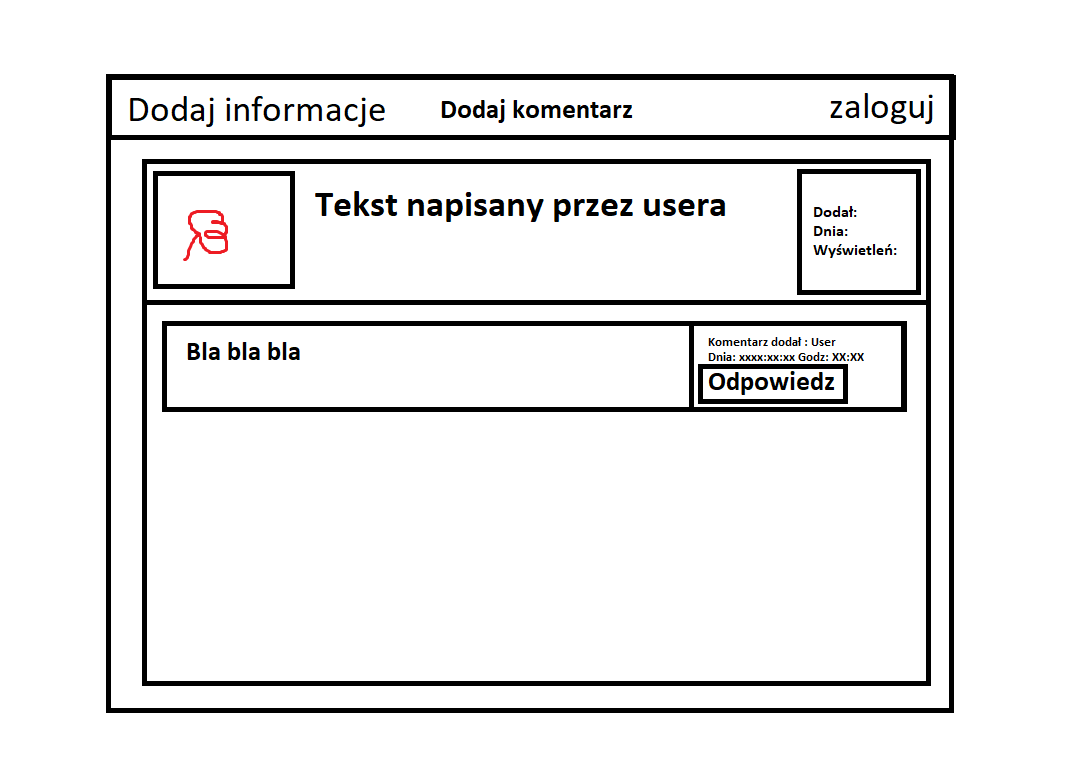 Dodaj informacje
Dodaj komentarz
zaloguj
Tekst napisany przez usera
Dodał:
Dnia:
Wyświetleń:
Bla bla bla
Komentarz dodał : User
Dnia: xxxx:xx:xx Godz: XX:XX
Odpowiedz